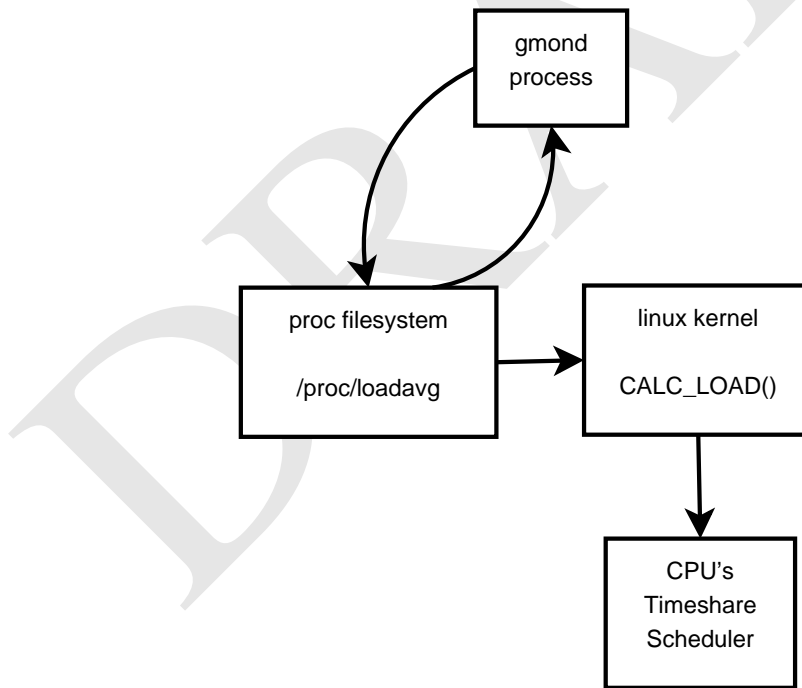 gmond
process
proc filesystem
/proc/loadavg
linux kernel
CALC_LOAD()
CPU's
Timeshare
Scheduler